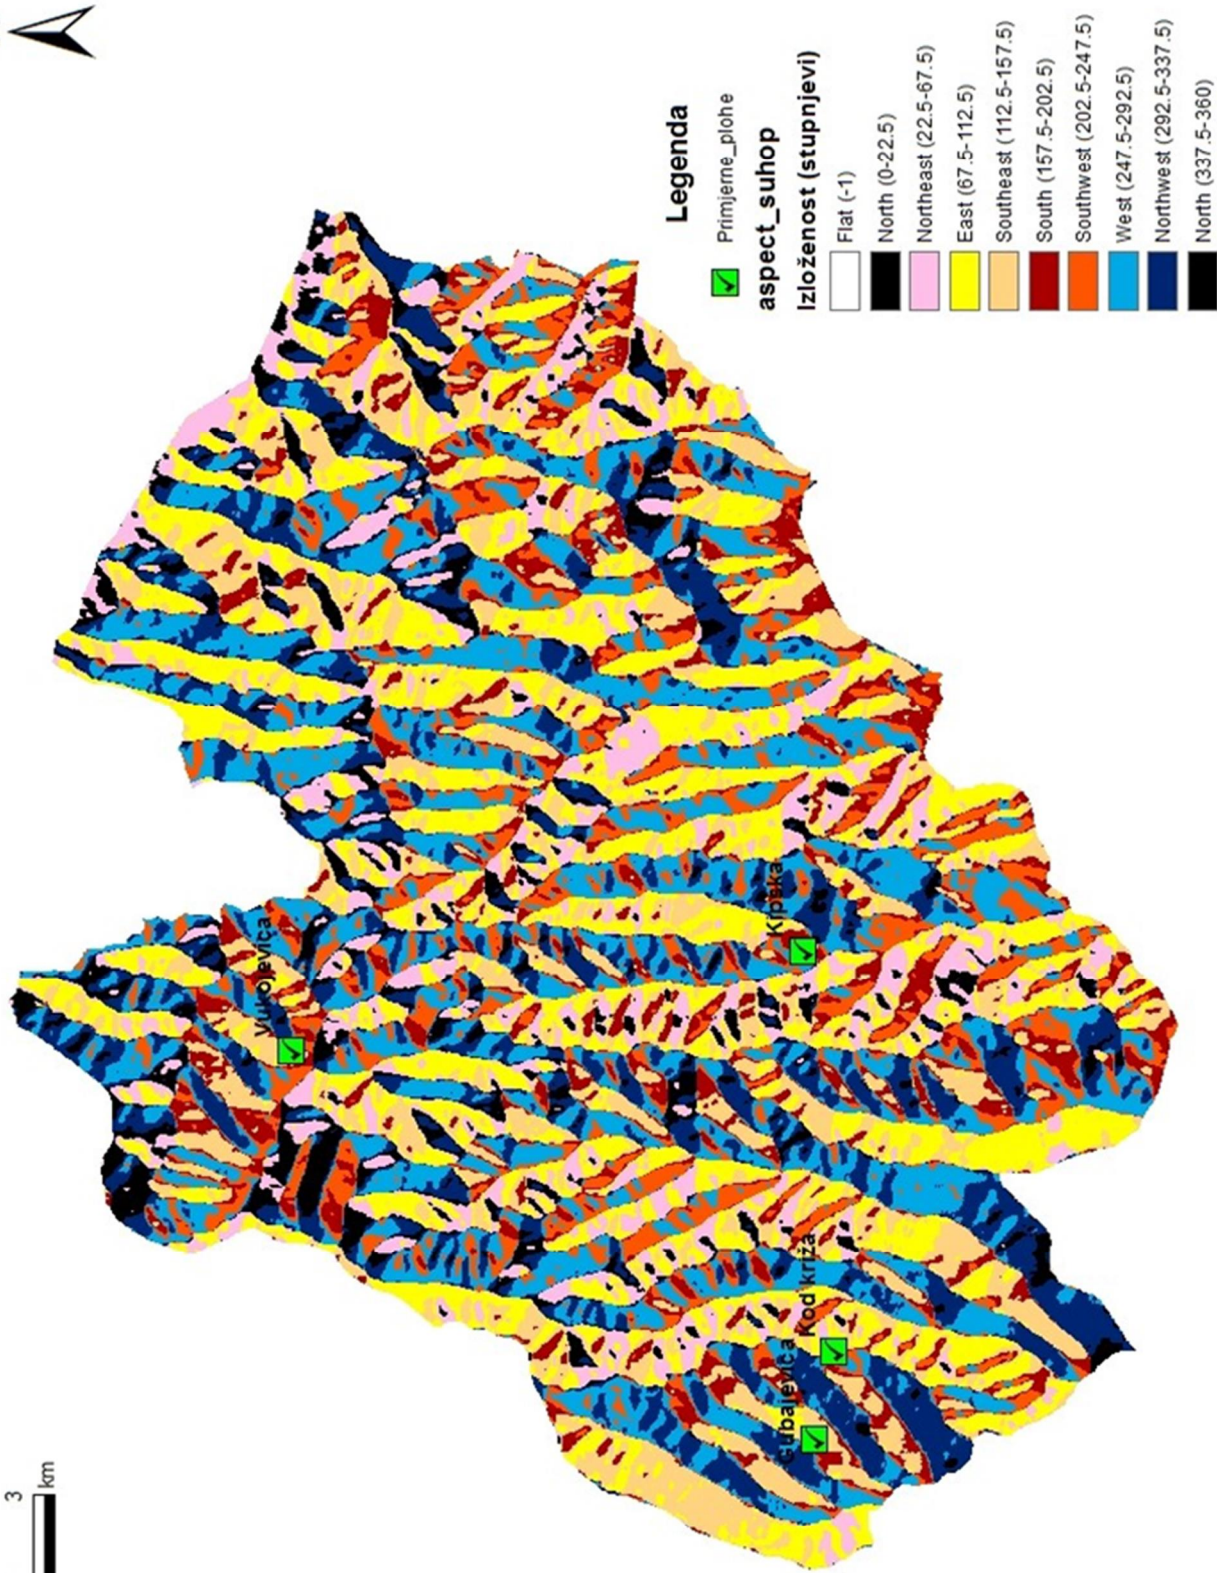 Legenda
Primjerne_plohe
aspect_suhop
Izloženost (stupnjevi)
Flat (-1)
North (0-22.5)
Northeast (22.5-67.5)
East (67.5-112.5)
Southeast (112.5-157.5)
South (157.5-202.5)
Southwest (202.5-247.5)
West (247.5-292.5)
Northwest (292.5-337.5)
North (337.5-360)
Vukojevica
Krpska
Kod križa
Gubajevica
3
km